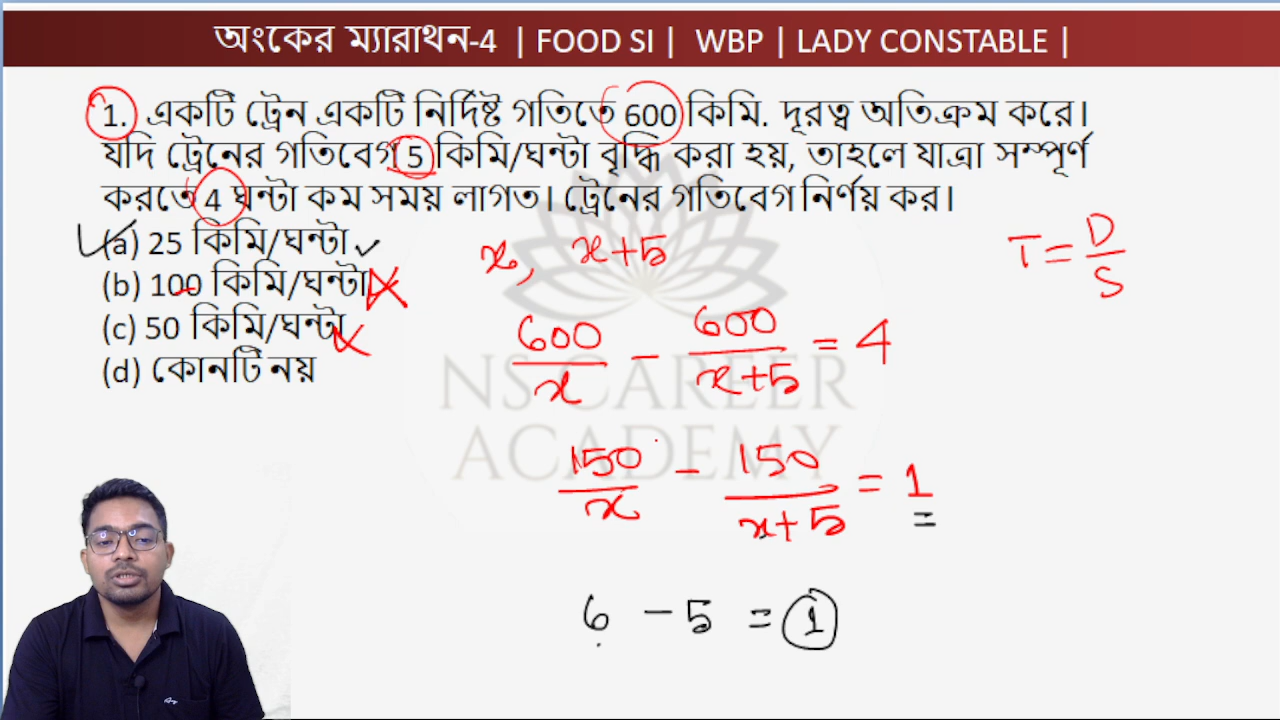 অংকের ম্যারাথন-4 | FOOD SI | WBP | LADY CONSTABLE |
1. একটি ট্রেন একটি নির্দিষ্ট গতিতে 600 কিমি. দূরত্ব অতিক্রম করে।
যদি ট্রেনের গতিবেগ 5 কিমি/ঘন্টা বৃদ্ধি করা হয়, তাহলে যাত্রা সম্পূর্ণ
করতে 4 ঘন্টা কম সময় লাগত। ট্রেনের গতিবেগ নির্ণয় কর।
(a) 25 কিমি/ঘন্টা
(b) 100 কিমি/ঘন্টা
(c) 50 কিমি/ঘন্টা
(d) কোনটি নয়
x, x+5
T = D/S
600/x - 600/x+5 = 4
150/x - 150/x+5 = 1
6 - 5 = 1
NS CAREER
ACADEMY